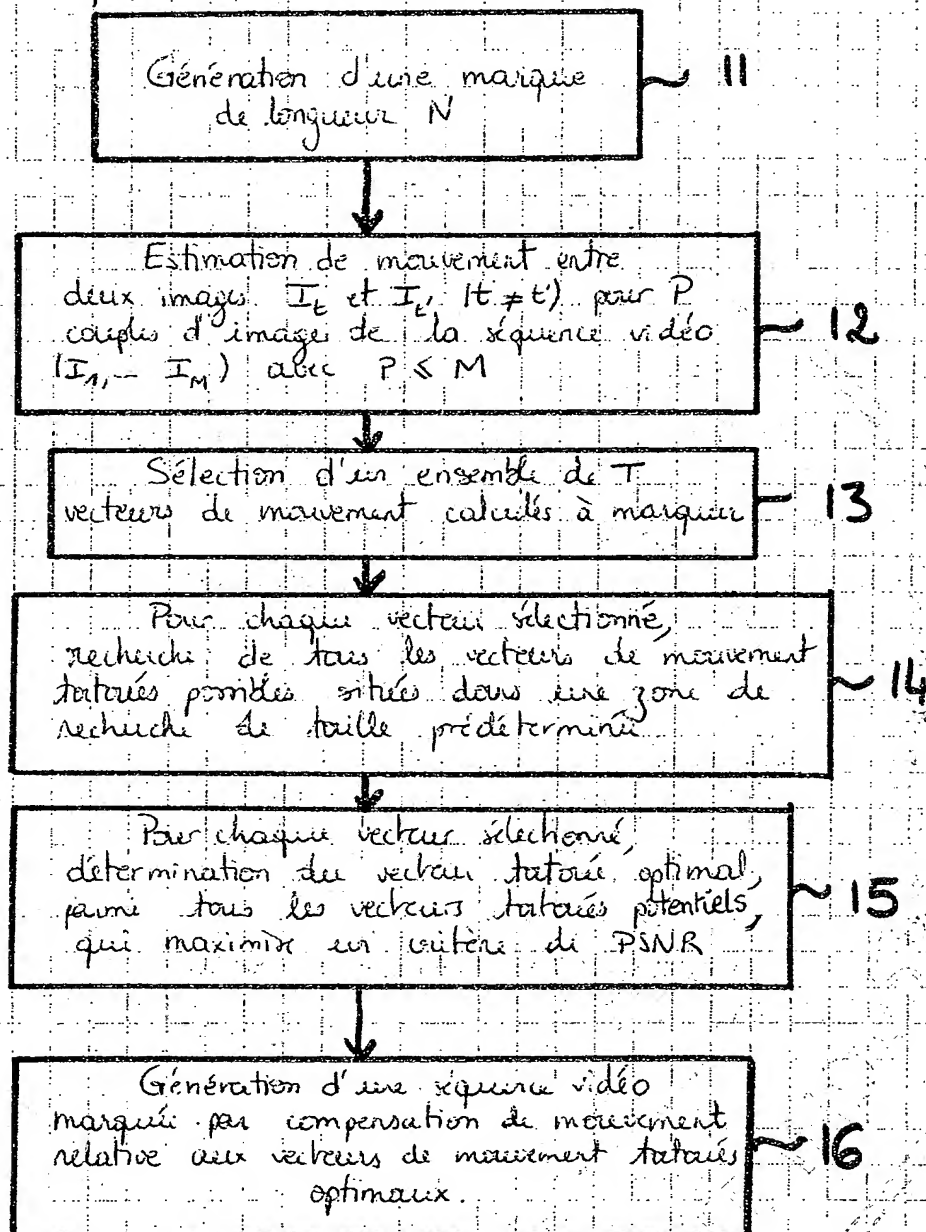 Génération d'une marque
de longueur N
11
Estimation de mouvement entre
deux images I_t et I_t' (t ≠ t') pour P
couples d'images de la séquence vidéo
(I_1, ... I_M) avec P ≤ M
12
Sélection d'un ensemble de T
vecteurs de mouvement calculés à marquer
13
Pour chaque vecteur sélectionné,
recherche de tous les vecteurs de mouvement
tatoués possibles situés dans une zone de
recherche de taille prédéterminée
14
Pour chaque vecteur sélectionné,
détermination du vecteur tatoué optimal,
parmi tous les vecteurs tatoués potentiels,
qui maximise un critère de PSNR
15
Génération d'une séquence vidéo
marquée par compensation de mouvement
relative aux vecteurs de mouvement tatoués
optimaux.
16